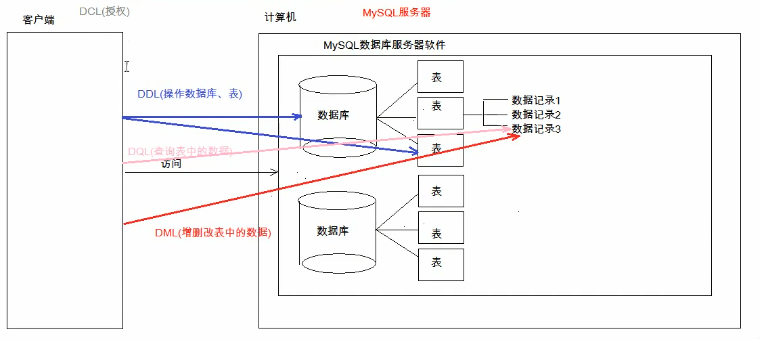 DCL(授权)
客户端
计算机
MySQL服务器
MySQL数据库服务器软件
DDL(操作数据库、表)
数据库
表
表
表
数据记录1
数据记录2
数据记录3
DQL(查询表中的数据)
访问
DML(增删改表中的数据)
数据库
表
表
表